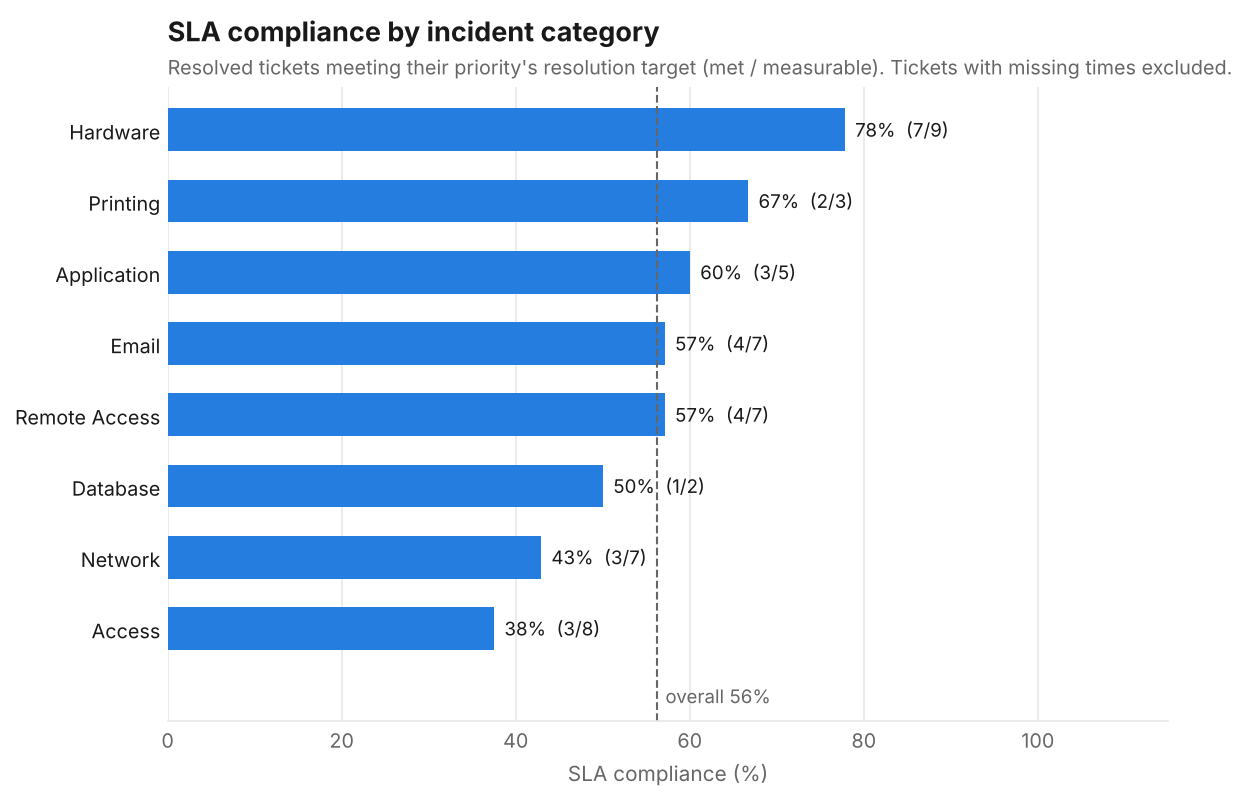 SLA compliance by incident category
Resolved tickets meeting their priority's resolution target (met / measurable). Tickets with missing times excluded.
Hardware 78% (7/9)
Printing 67% (2/3)
Application 60% (3/5)
Email 57% (4/7)
Remote Access 57% (4/7)
Database 50% (1/2)
Network 43% (3/7)
Access 38% (3/8)
overall 56%
0 20 40 60 80 100
SLA compliance (%)